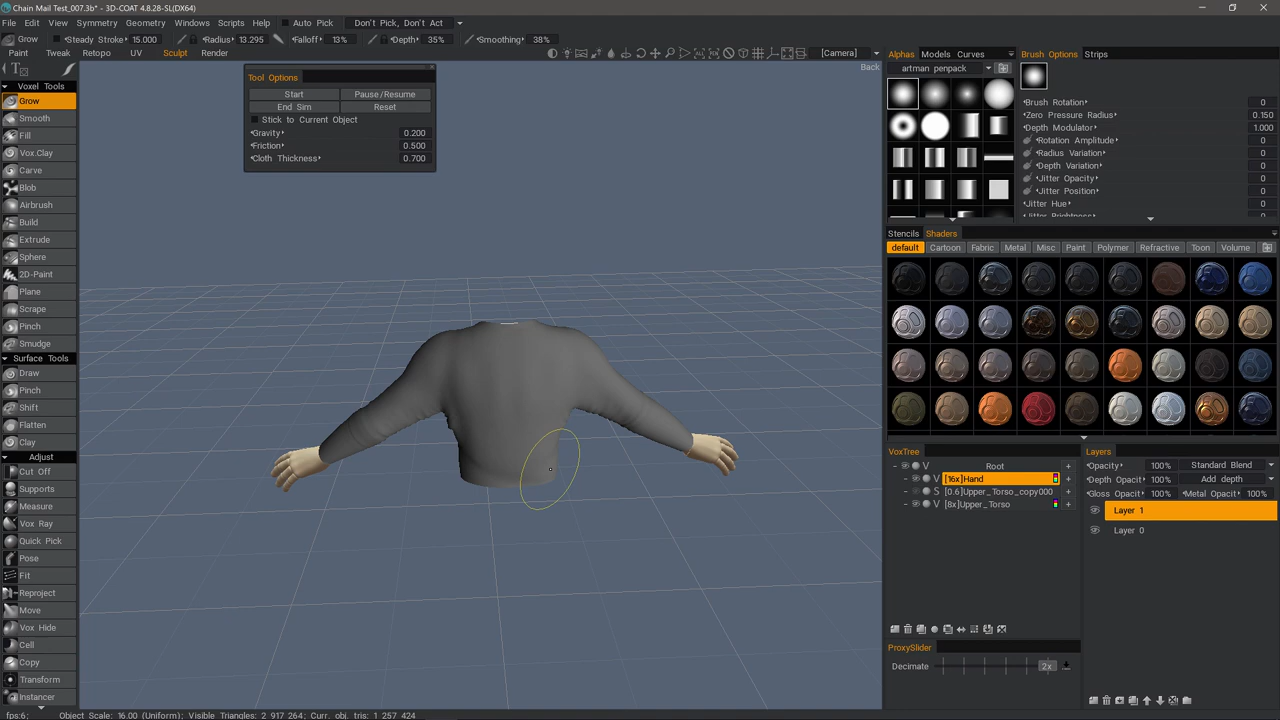 Chain Mail Test_007.3b* - 3D-COAT 4.8.28-SL(DX64)
File Edit View Symmetry Geometry Windows Scripts Help Auto Pick Don't Pick, Don't Act
Grow Steady Stroke 15.000 Radius 13.295 Falloff 13% Depth 35% Smoothing 38%
Paint Tweak Retopo UV Sculpt Render [Camera]
Back
Voxel Tools
Grow
Smooth
Fill
Vox.Clay
Carve
Blob
Airbrush
Build
Extrude
Sphere
2D-Paint
Plane
Scrape
Pinch
Smudge
Surface Tools
Draw
Pinch
Shift
Flatten
Clay
Adjust
Cut Off
Supports
Measure
Vox Ray
Quick Pick
Pose
Fit
Reproject
Move
Vox Hide
Cell
Copy
Transform
Instancer
Tool Options
Start Pause/Resume
End Sim Reset
Stick to Current Object
Gravity 0.200
Friction 0.500
Cloth Thickness 0.700
Alphas Models Curves
artman penpack
Brush Options Strips
Brush Rotation 0
Zero Pressure Radius 0.150
Depth Modulator 1.000
Rotation Amplitude 0
Radius Variation 0
Depth Variation 0
Jitter Opacity 0
Jitter Position 0
Jitter Hue 0
Jitter Brightness
Stencils Shaders
default Cartoon Fabric Metal Misc Paint Polymer Refractive Toon Volume
VoxTree
V Root +
V [16x]Hand +
S [0.6]Upper_Torso_copy000
V [8x]Upper_Torso +
ProxySlider
Decimate 2x
Layers
Opacity 100% Standard Blend
Depth Opacit 100% Add depth
Gloss Opacit 100% Metal Opacit 100%
Layer 1
Layer 0
fps:6; Object Scale: 16.00 (Uniform); Visible Triangles: 2 917 264; Curr. obj. tris: 1 257 424